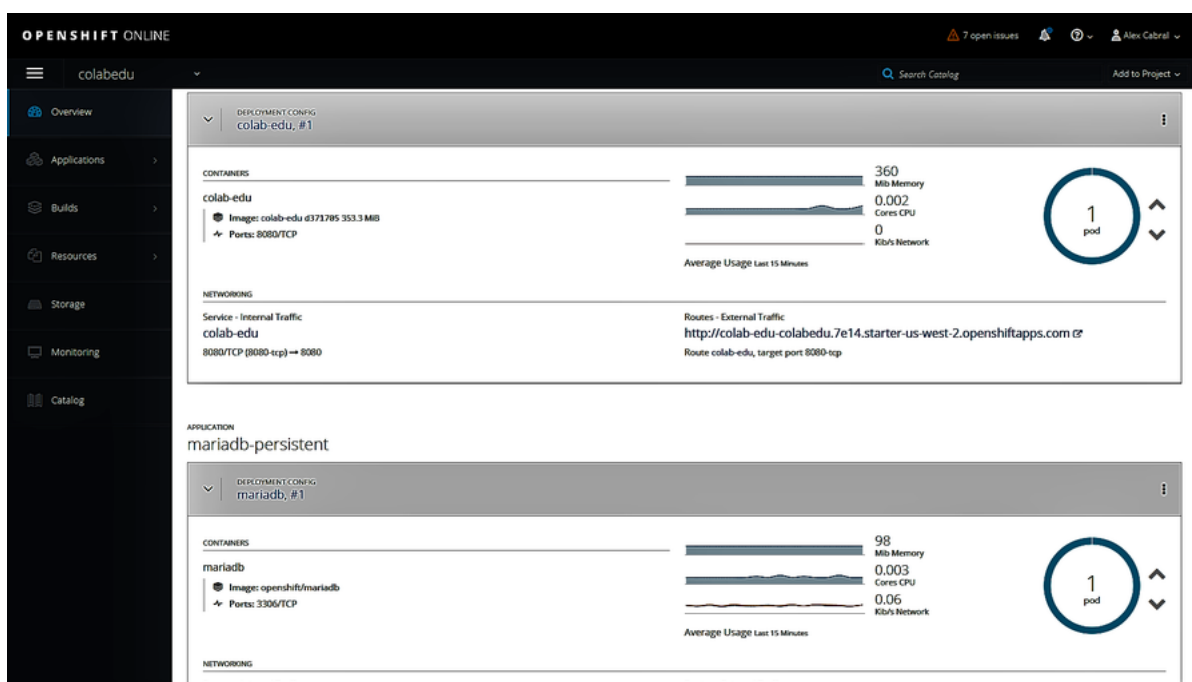 OPENSHIFT ONLINE
7 open issues
Alex Cabral
colabedu
Search Catalog
Add to Project
Overview
Applications
Builds
Resources
Storage
Monitoring
Catalog
DEPLOYMENT CONFIG
colab-edu, #1
CONTAINERS
colab-edu
Image: colab-edu d371705 353.3 MiB
Ports: 8080/TCP
360
Mib Memory
0.002
Cores CPU
0
Kib/s Network
Average Usage Last 15 Minutes
1
pod
NETWORKING
Service - Internal Traffic
colab-edu
8080/TCP (8080-tcp) → 8080
Routes - External Traffic
http://colab-edu-colabedu.7e14.starter-us-west-2.openshiftapps.com
Route colab-edu, target port 8080-tcp
APPLICATION
mariadb-persistent
DEPLOYMENT CONFIG
mariadb, #1
CONTAINERS
mariadb
Image: openshift/mariadb
Ports: 3306/TCP
98
Mib Memory
0.003
Cores CPU
0.06
Kib/s Network
Average Usage Last 15 Minutes
1
pod
NETWORKING